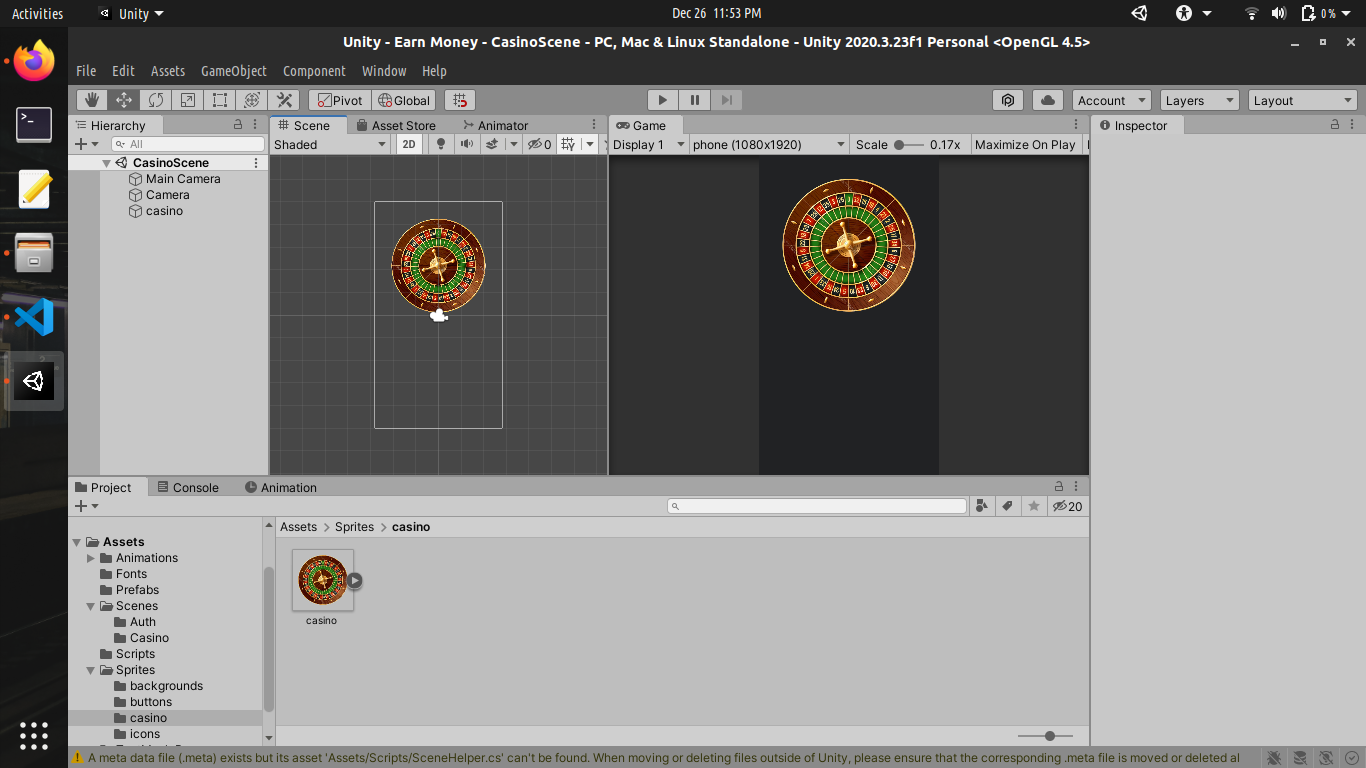 Activities Unity Dec 26 11:53 PM 0 %
Unity - Earn Money - CasinoScene - PC, Mac & Linux Standalone - Unity 2020.3.23f1 Personal <OpenGL 4.5>
File Edit Assets GameObject Component Window Help
Pivot Global Account Layers Layout
Hierarchy Scene Asset Store Animator Game Inspector
All Shaded 2D 0 Display 1 phone (1080x1920) Scale 0.17x Maximize On Play
CasinoScene
Main Camera
Camera
casino
Project Console Animation
20
Assets > Sprites > casino
Assets
Animations
Fonts
Prefabs
Scenes
Auth
Casino
Scripts
Sprites
backgrounds
buttons
casino
icons
casino
A meta data file (.meta) exists but its asset 'Assets/Scripts/SceneHelper.cs' can't be found. When moving or deleting files outside of Unity, please ensure that the corresponding .meta file is moved or deleted al